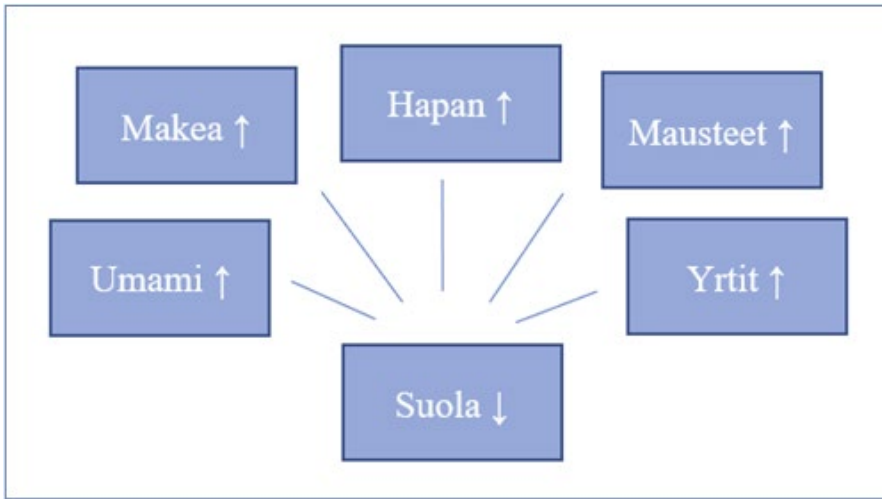 Makea ↑
Hapan ↑
Mausteet ↑
Umami ↑
Yrtit ↑
Suola ↓